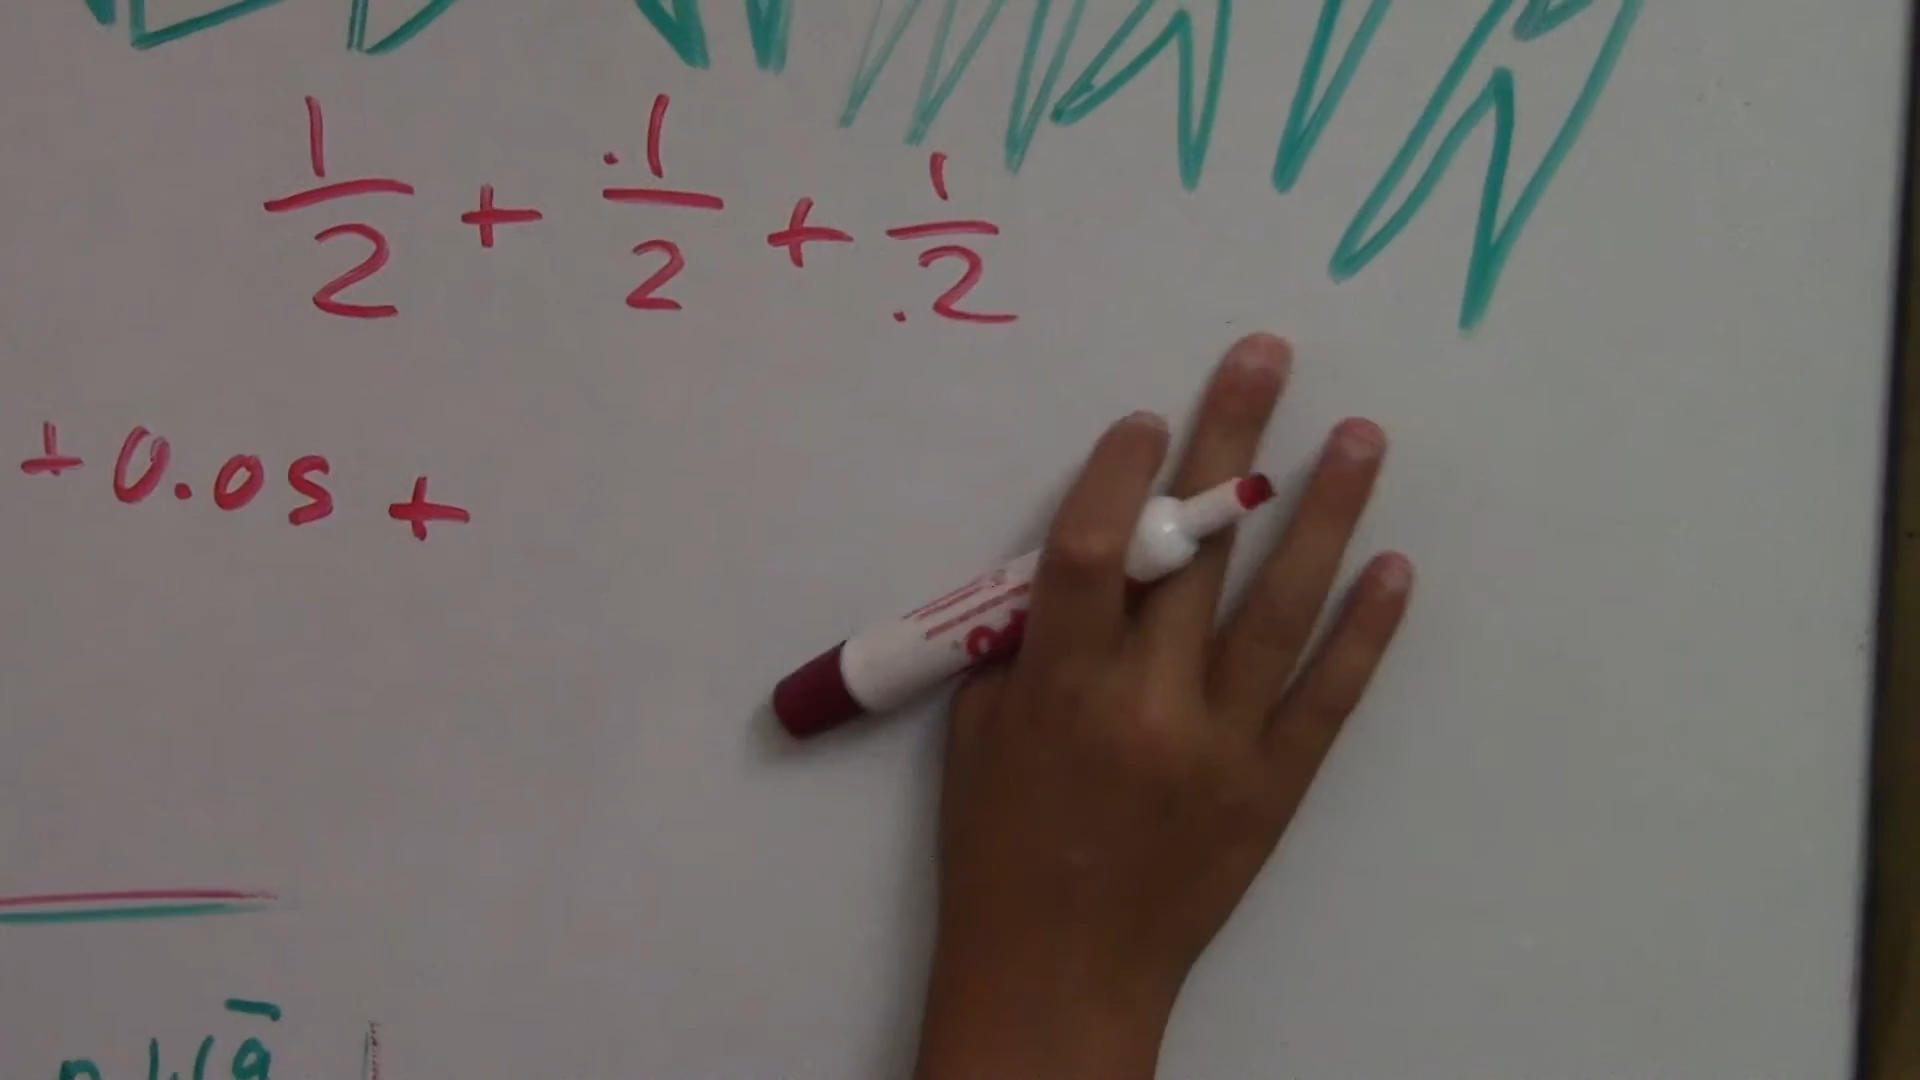 1/2 + .1/2 + 1/.2
+ 0.05 +